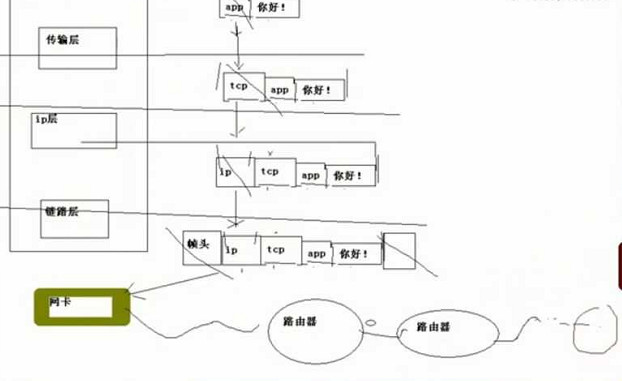 app 你好！
传输层
tcp app 你好！
ip层
ip tcp app 你好！
链路层
帧头 ip tcp app 你好！
网卡
路由器 路由器